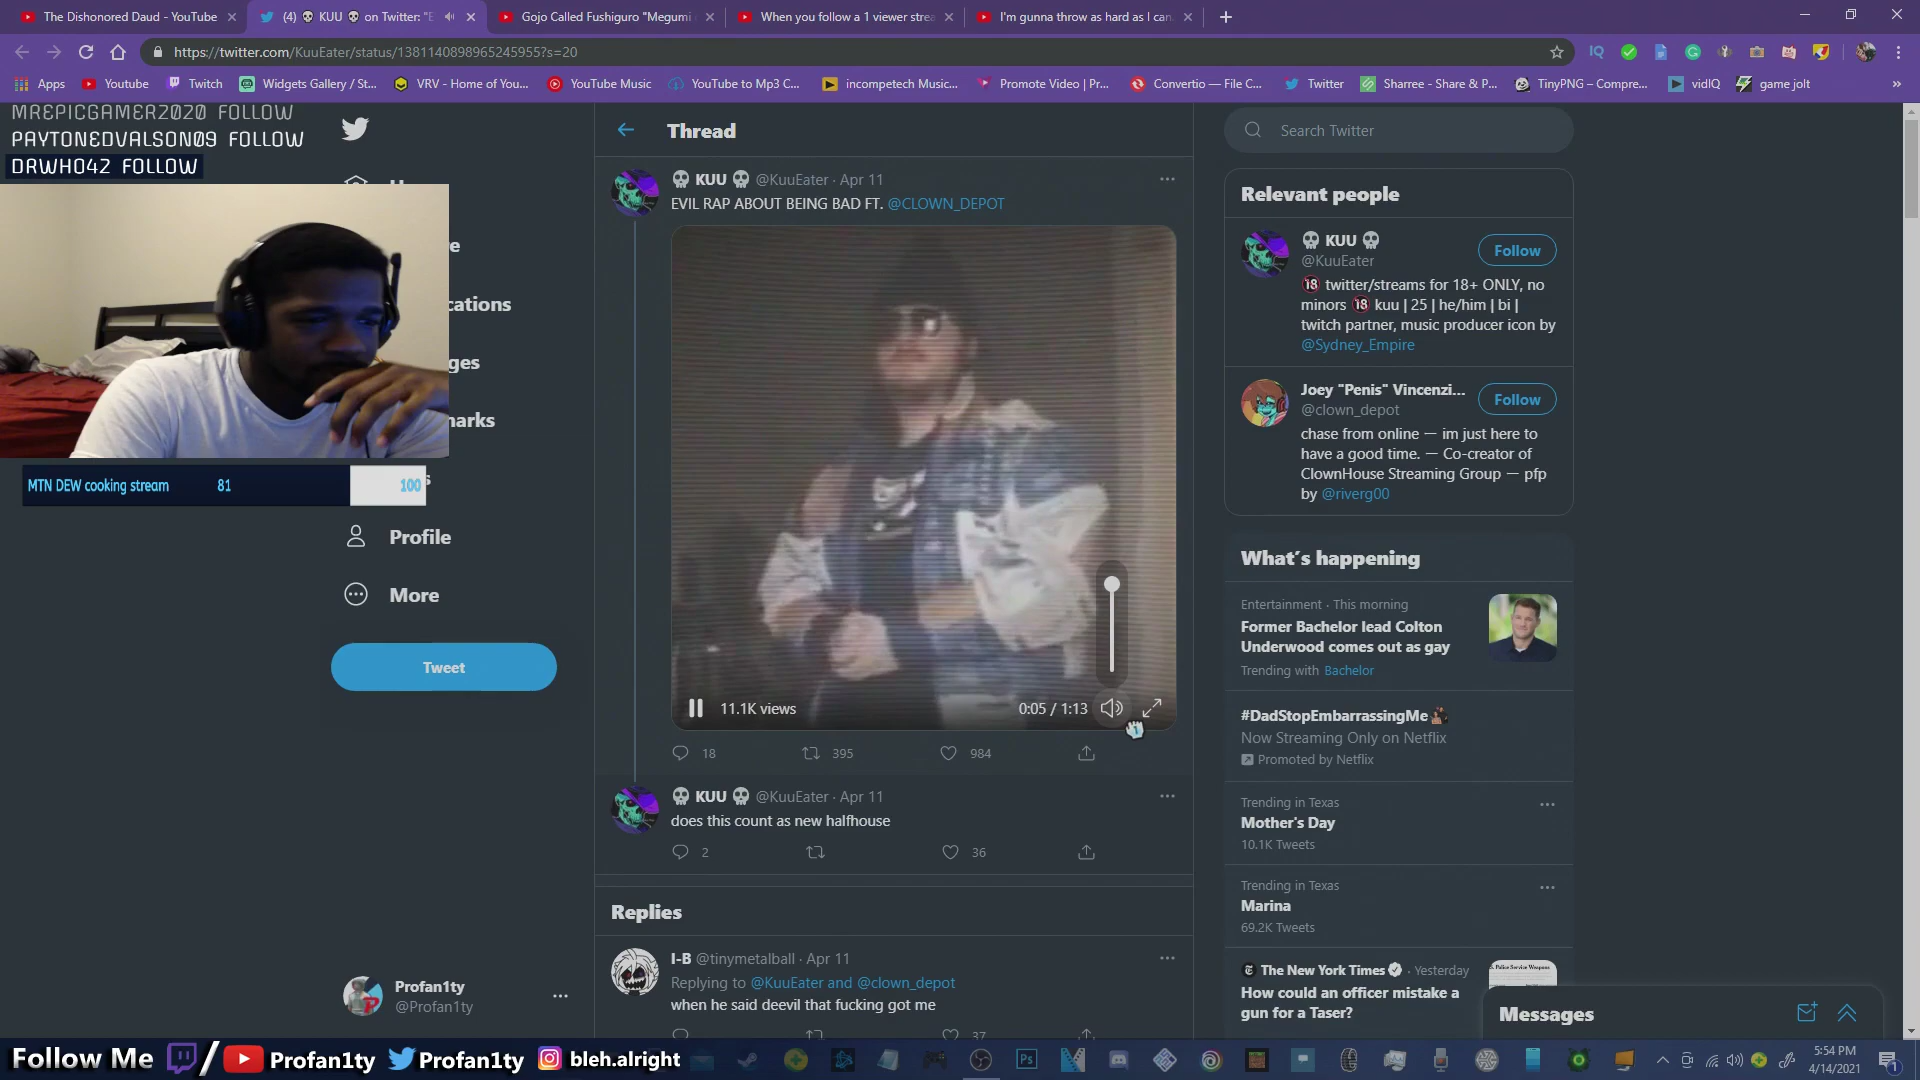 The Dishonored Daud - YouTube
(4) 💀 KUU 💀 on Twitter: "E
Gojo Called Fushiguro "Megumi
When you follow a 1 viewer strea
I'm gunna throw as hard as I can.
https://twitter.com/KuuEater/status/1381140898965245955?s=20
Apps
Youtube
Twitch
Widgets Gallery / St...
VRV - Home of You...
YouTube Music
YouTube to Mp3 C...
incompetech Music...
Promote Video | Pr...
Convertio — File C...
Twitter
Sharree - Share & P...
TinyPNG – Compre...
vidIQ
game jolt
MREPICGAMER2020 FOLLOW
PAYTONEDVALSON09 FOLLOW
DRWHO42 FOLLOW
cations
ges
narks
MTN DEW cooking stream 81 100
Profile
More
Tweet
Profan1ty
@Profan1ty
Thread
💀 KUU 💀 @KuuEater · Apr 11
EVIL RAP ABOUT BEING BAD FT. @CLOWN_DEPOT
11.1K views
0:05 / 1:13
18 395 984
💀 KUU 💀 @KuuEater · Apr 11
does this count as new halfhouse
2 36
Replies
I-B @tinymetalball · Apr 11
Replying to @KuuEater and @clown_depot
when he said deevil that fucking got me
37
Search Twitter
Relevant people
💀 KUU 💀
@KuuEater
Follow
🔞 twitter/streams for 18+ ONLY, no
minors 🔞 kuu | 25 | he/him | bi |
twitch partner, music producer icon by
@Sydney_Empire
Joey "Penis" Vincenzi...
@clown_depot
Follow
chase from online — im just here to
have a good time. — Co-creator of
ClownHouse Streaming Group — pfp
by @riverg00
What's happening
Entertainment · This morning
Former Bachelor lead Colton
Underwood comes out as gay
Trending with Bachelor
#DadStopEmbarrassingMe
Now Streaming Only on Netflix
Promoted by Netflix
Trending in Texas
Mother's Day
10.1K Tweets
Trending in Texas
Marina
69.2K Tweets
The New York Times · Yesterday
How could an officer mistake a
gun for a Taser?
Messages
Follow Me / Profan1ty Profan1ty bleh.alright
5:54 PM
4/14/2021